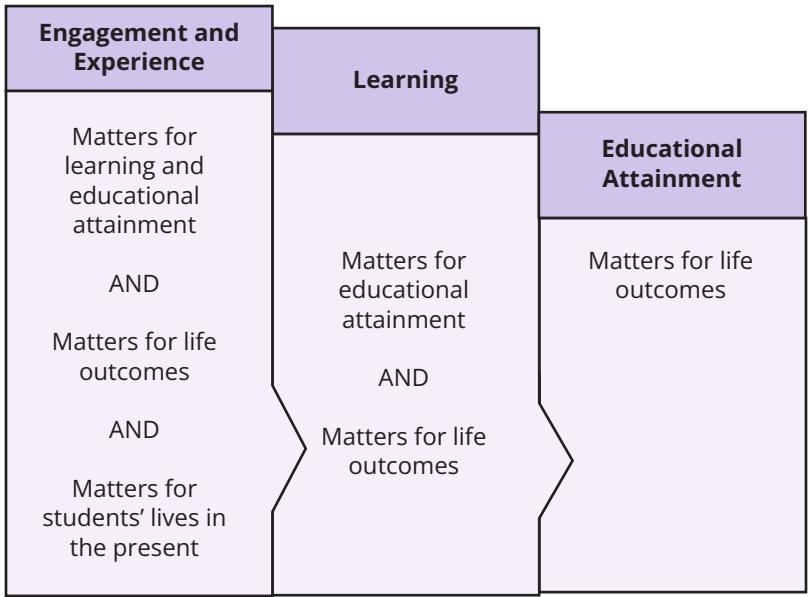 Engagement and
Experience
Matters for
learning and
educational
attainment
AND
Matters for life
outcomes
AND
Matters for
students’ lives in
the present
Learning
Matters for
educational
attainment
AND
Matters for life
outcomes
Educational
Attainment
Matters for life
outcomes